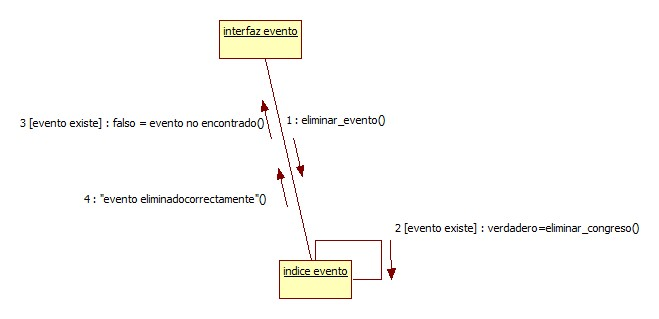 interfaz evento
3 [evento existe] : falso = evento no encontrado()
1 : eliminar_evento()
4 : "evento eliminadocorrectamente"()
2 [evento existe] : verdadero=eliminar_congreso()
indice evento